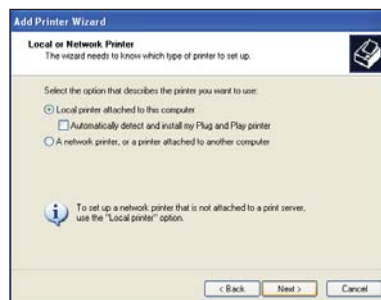 Add Printer Wizard
Local or Network Printer
The wizard needs to know which type of printer to set up.
Select the option that describes the printer you want to use:
Local printer attached to this computer
Automatically detect and install my Plug and Play printer
A network printer, or a printer attached to another computer
To set up a network printer that is not attached to a print server,
use the "Local printer" option.
< Back Next > Cancel